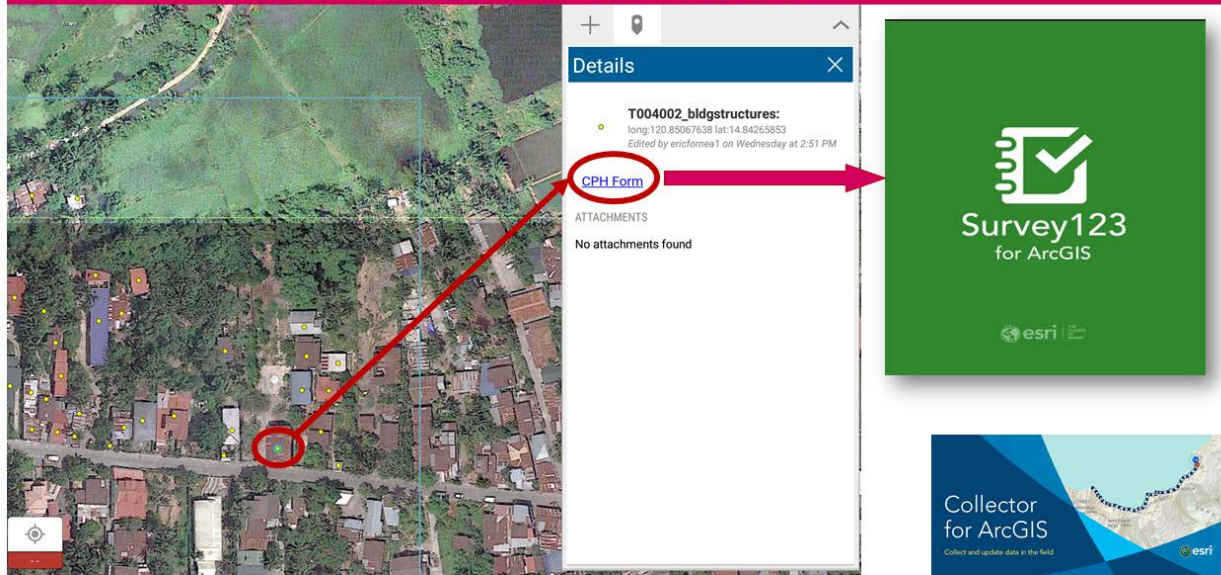 Details
T004002_bldgstructures:
long:120.85067638 lat:14.84265853
Edited by ericfornea1 on Wednesday at 2:51 PM
CPH Form
ATTACHMENTS
No attachments found
--
Survey123
for ArcGIS
esri
Collector
for ArcGIS
Collect and update data in the field
esri